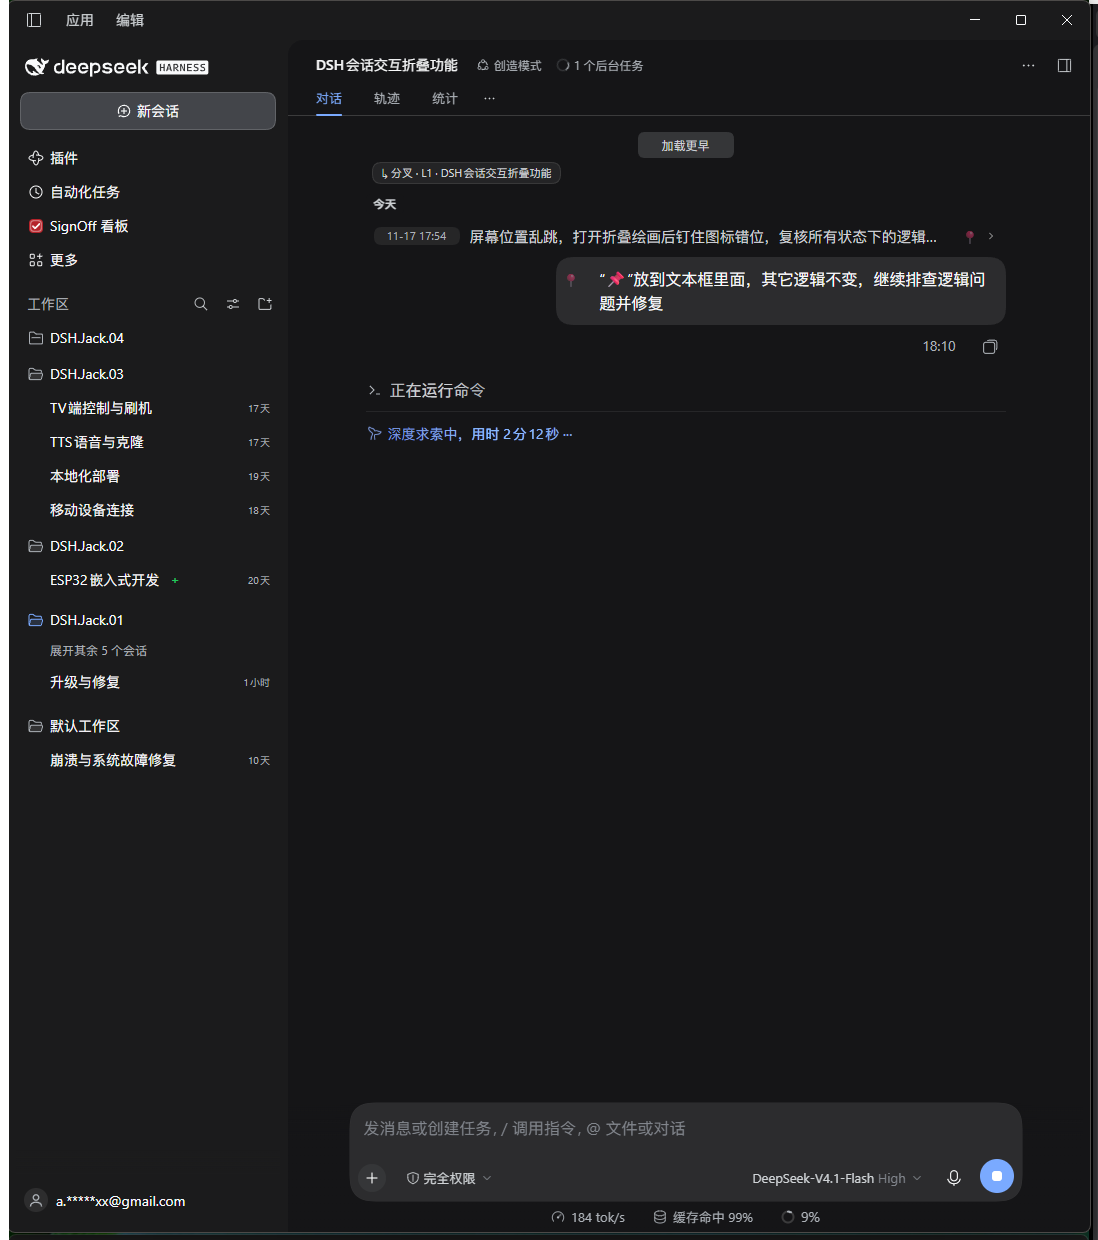 应用 编辑
deepseek HARNESS
新会话
插件
自动化任务
SignOff 看板
更多
工作区
DSH.Jack.04
DSH.Jack.03
TV端控制与刷机 17天
TTS语音与克隆 17天
本地化部署 19天
移动设备连接 18天
DSH.Jack.02
ESP32嵌入式开发 + 20天
DSH.Jack.01
展开其余 5 个会话
升级与修复 1小时
默认工作区
崩溃与系统故障修复 10天
a.*****xx@gmail.com
DSH会话交互折叠功能 创造模式 1 个后台任务
对话 轨迹 统计 ···
加载更早
↳ 分叉 · L1 · DSH会话交互折叠功能
今天
11-17 17:54 屏幕位置乱跳，打开折叠绘画后钉住图标错位，复核所有状态下的逻辑...
“📌”放到文本框里面，其它逻辑不变，继续排查逻辑问
题并修复
18:10
正在运行命令
深度求索中，用时 2分12秒 ···
发消息或创建任务, / 调用指令, @ 文件或对话
完全权限 DeepSeek-V4.1-Flash High
184 tok/s 缓存命中 99% 9%